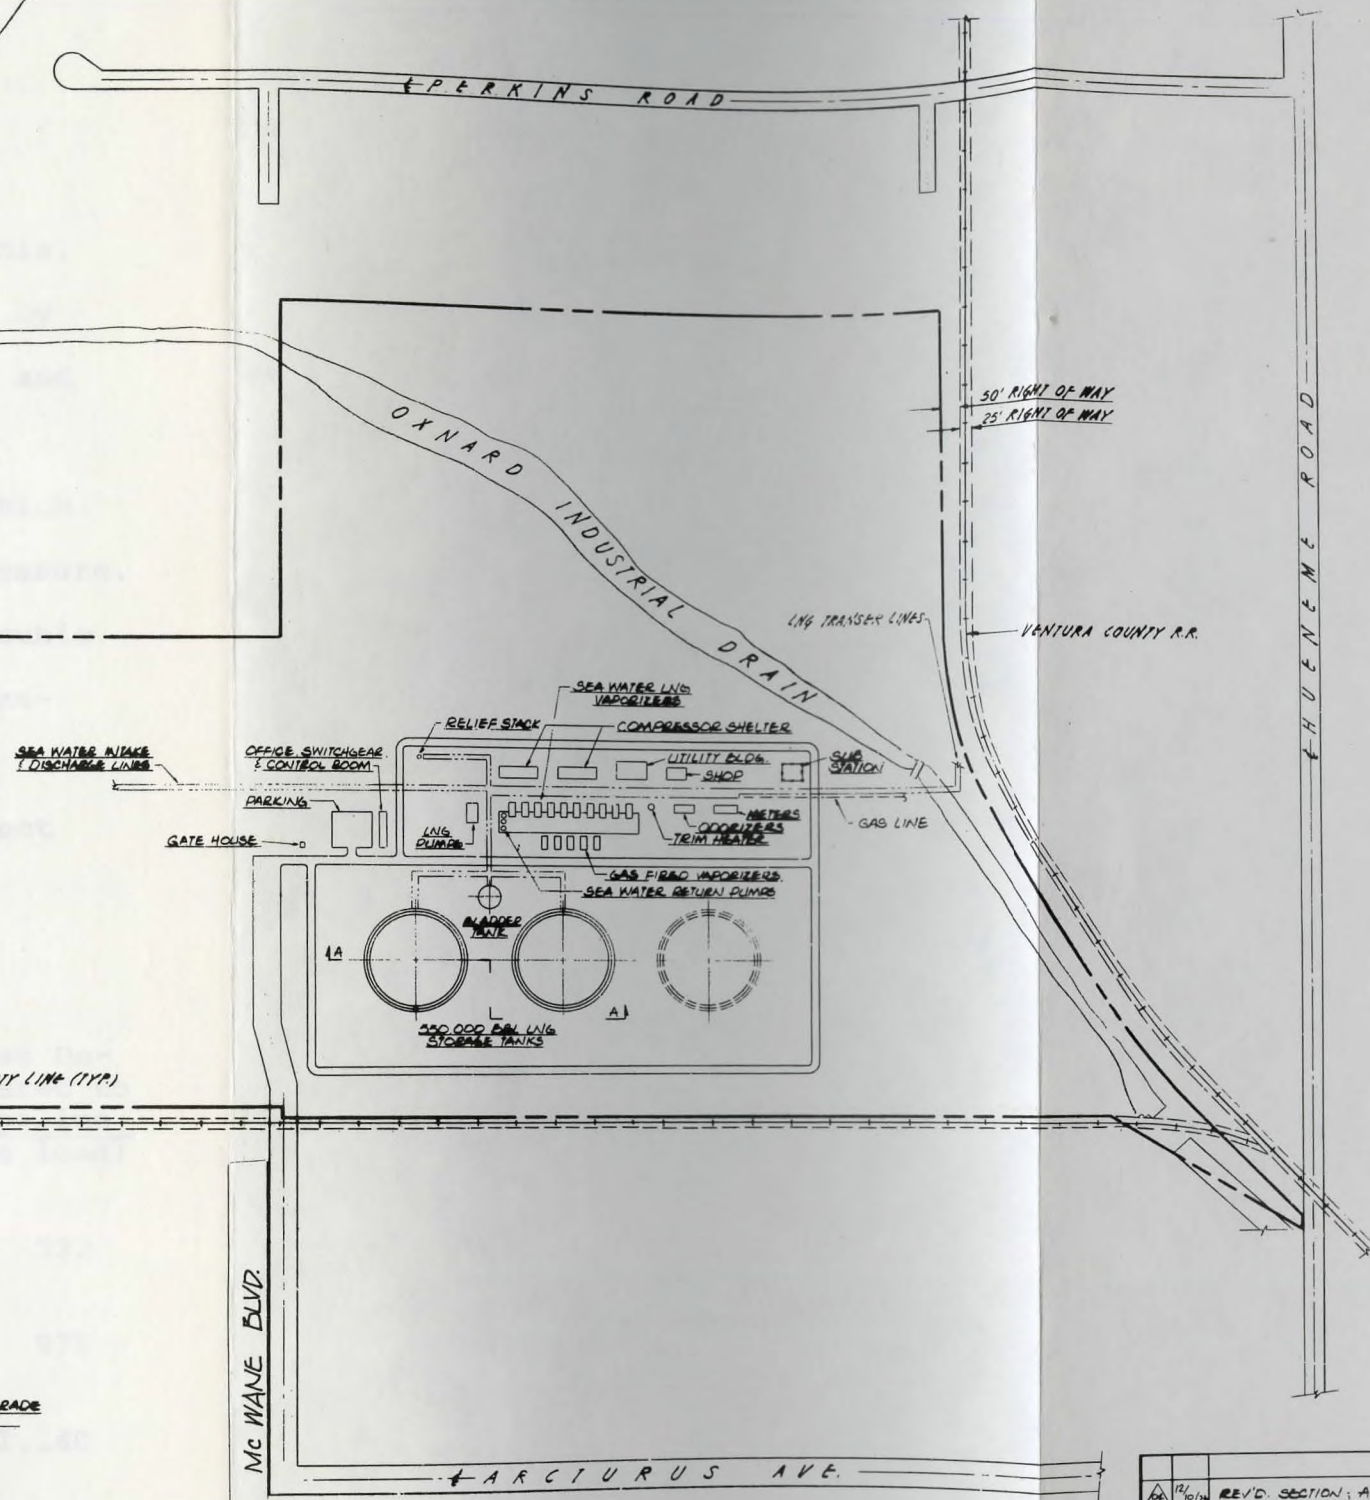 ℄ PERKINS ROAD
50' RIGHT OF WAY
25' RIGHT OF WAY
℄ HUENEME ROAD
OXNARD INDUSTRIAL DRAIN
LNG TRANSER LINES
VENTURA COUNTY R.R.
SEA WATER LNG
VAPORIZERS
RELIEF STACK
COMPRESSOR SHELTER
SEA WATER INTAKE
& DISCHARGE LINES
OFFICE, SWITCHGEAR
& CONTROL ROOM
UTILITY BLDG.
SHOP
SUB
STATION
PARKING
GATE HOUSE
LNG
PUMPS
METERS
ODORIZERS
TRIM HEATER
GAS LINE
GAS FIRED VAPORIZERS
SEA WATER RETURN PUMPS
BLADDER
TANK
A
A
550,000 BBL LNG
STORAGE TANKS
TY LINE (TYP.)
Mc WANE BLVD.
RADE
℄ ARCTURUS AVE.
REV'D. SECTION; A